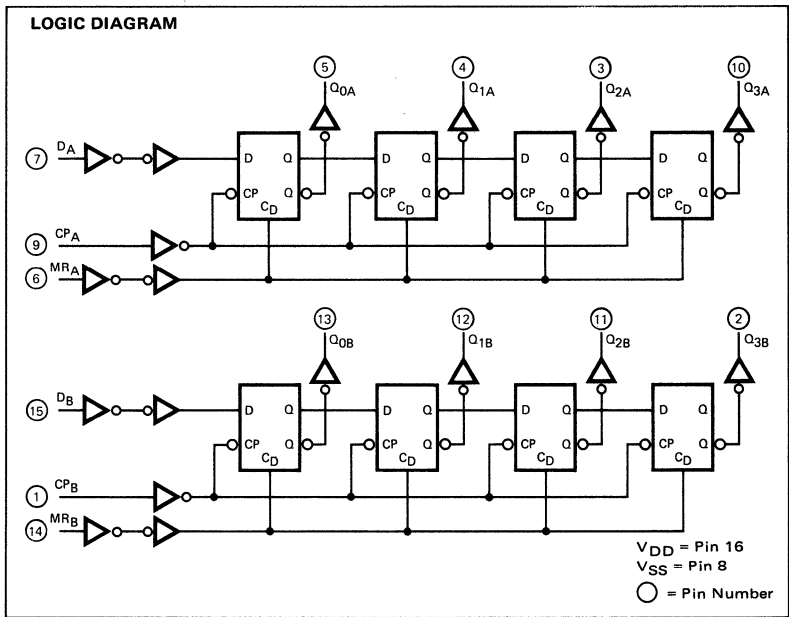 LOGIC DIAGRAM
5 4 3 10
Q0A Q1A Q2A Q3A
7 DA
D Q D Q D Q D Q
CP Q CP Q CP Q CP Q
CD CD CD CD
9 CPA
6 MRA
13 12 11 2
Q0B Q1B Q2B Q3B
15 DB
D Q D Q D Q D Q
CP Q CP Q CP Q CP Q
CD CD CD CD
1 CPB
14 MRB
VDD = Pin 16
VSS = Pin 8
= Pin Number